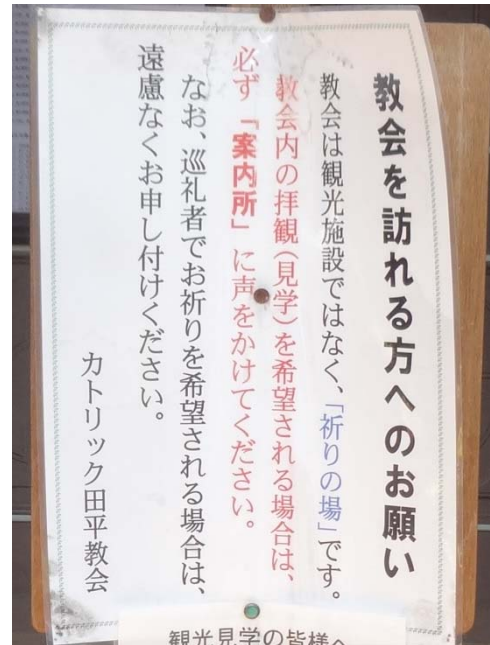 教会を訪れる方へのお願い
教会は観光施設ではなく、「祈りの場」です。
教会内の拝観（見学）を希望される場合は、
必ず「案内所」に声をかけてください。
なお、巡礼者でお祈りを希望される場合は、
遠慮なくお申し付けください。
カトリック田平教会
観光見学の皆様へ